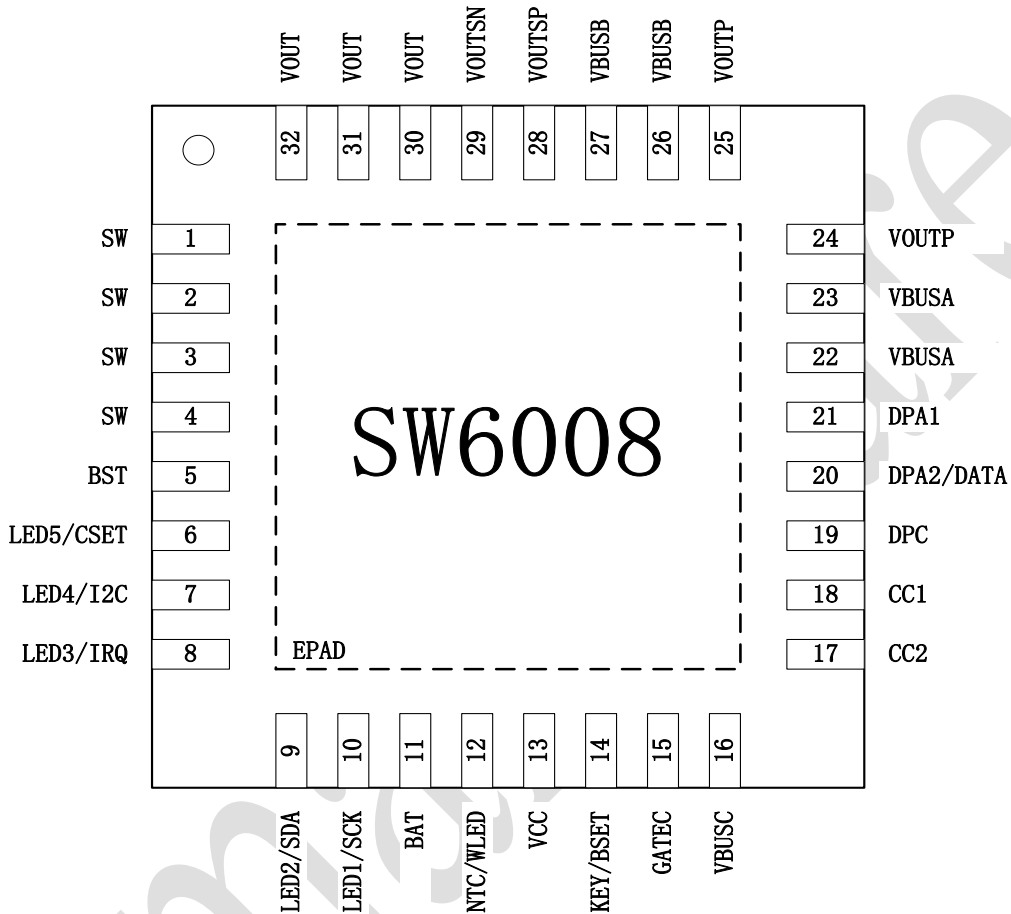 VOUT
VOUT
VOUT
VOUTSN
VOUTSP
VBUSB
VBUSB
VOUTP
32
31
30
29
28
27
26
25
SW 1
SW 2
SW 3
SW 4
BST 5
LED5/CSET 6
LED4/I2C 7
LED3/IRQ 8
SW6008
EPAD
24 VOUTP
23 VBUSA
22 VBUSA
21 DPA1
20 DPA2/DATA
19 DPC
18 CC1
17 CC2
9
10
11
12
13
14
15
16
LED2/SDA
LED1/SCK
BAT
NTC/WLED
VCC
KEY/BSET
GATEC
VBUSC